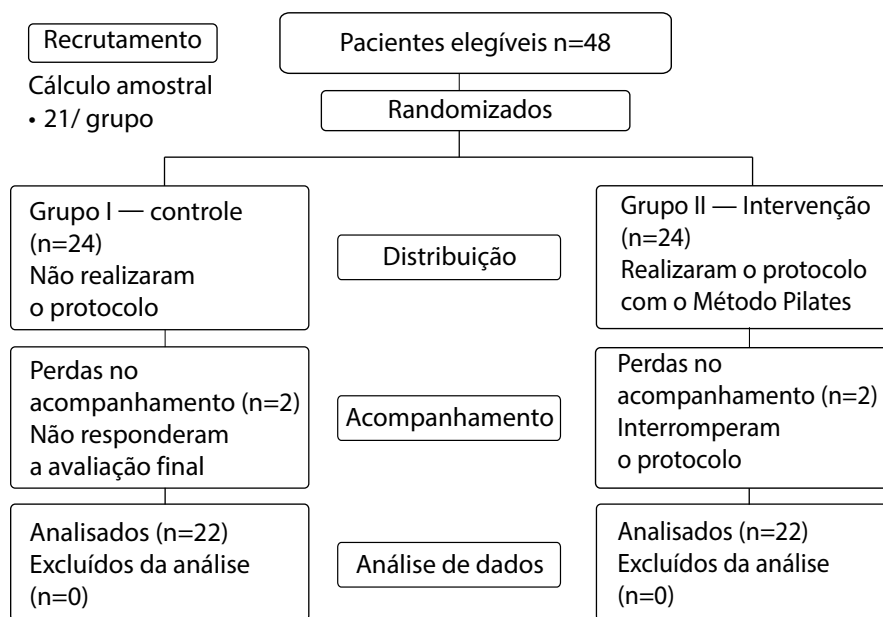 Recrutamento
Cálculo amostral
• 21/ grupo
Pacientes elegíveis n=48
Randomizados
Grupo I — controle
(n=24)
Não realizaram
o protocolo
Distribuição
Grupo II — Intervenção
(n=24)
Realizaram o protocolo
com o Método Pilates
Perdas no
acompanhamento (n=2)
Não responderam
a avaliação final
Acompanhamento
Perdas no
acompanhamento (n=2)
Interromperam
o protocolo
Analisados (n=22)
Excluídos da análise
(n=0)
Análise de dados
Analisados (n=22)
Excluídos da análise
(n=0)